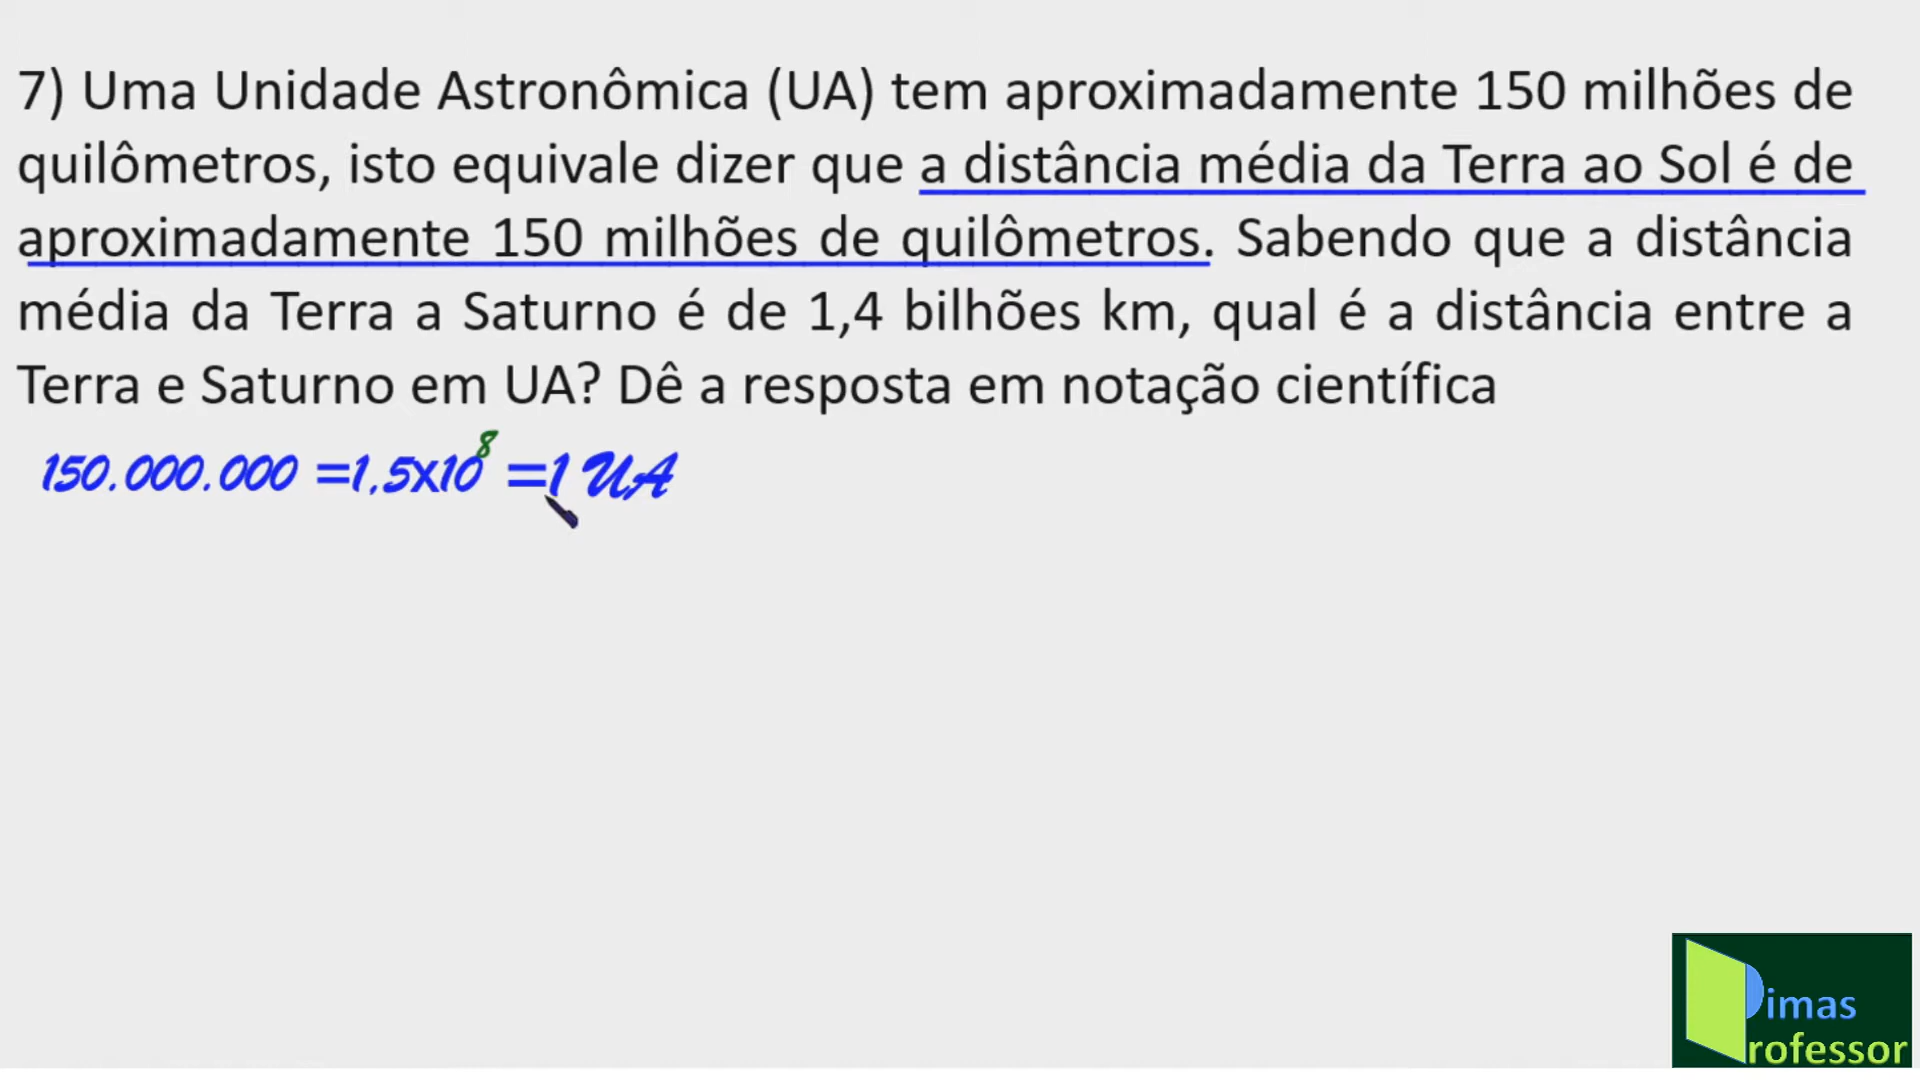 7) Uma Unidade Astronômica (UA) tem aproximadamente 150 milhões de
quilômetros, isto equivale dizer que a distância média da Terra ao Sol é de
aproximadamente 150 milhões de quilômetros. Sabendo que a distância
média da Terra a Saturno é de 1,4 bilhões km, qual é a distância entre a
Terra e Saturno em UA? Dê a resposta em notação científica
150.000.000 =1,5x10⁸ =1 UA
Dimas
Professor